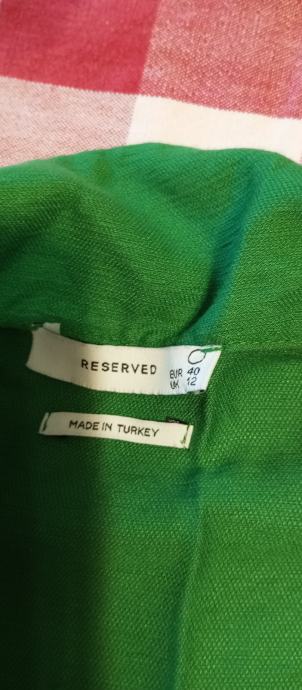 RESERVED
EUR 40
UK 12
MADE IN TURKEY